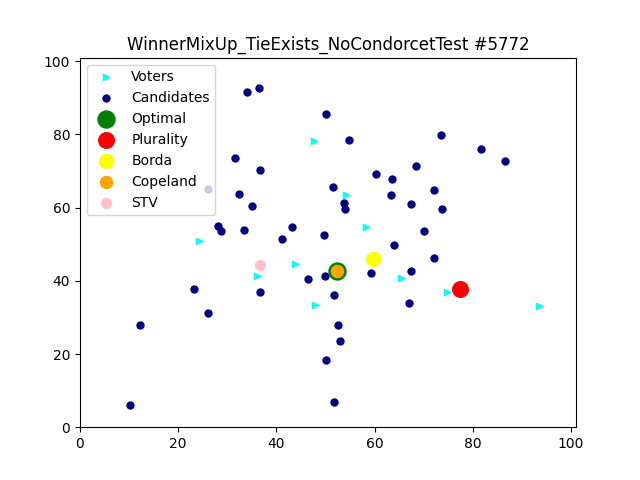 WinnerMixUp_TieExists_NoCondorcetTest #5772
Voters
Candidates
Optimal
Plurality
Borda
Copeland
STV
100
80
60
40
20
0
0 20 40 60 80 100